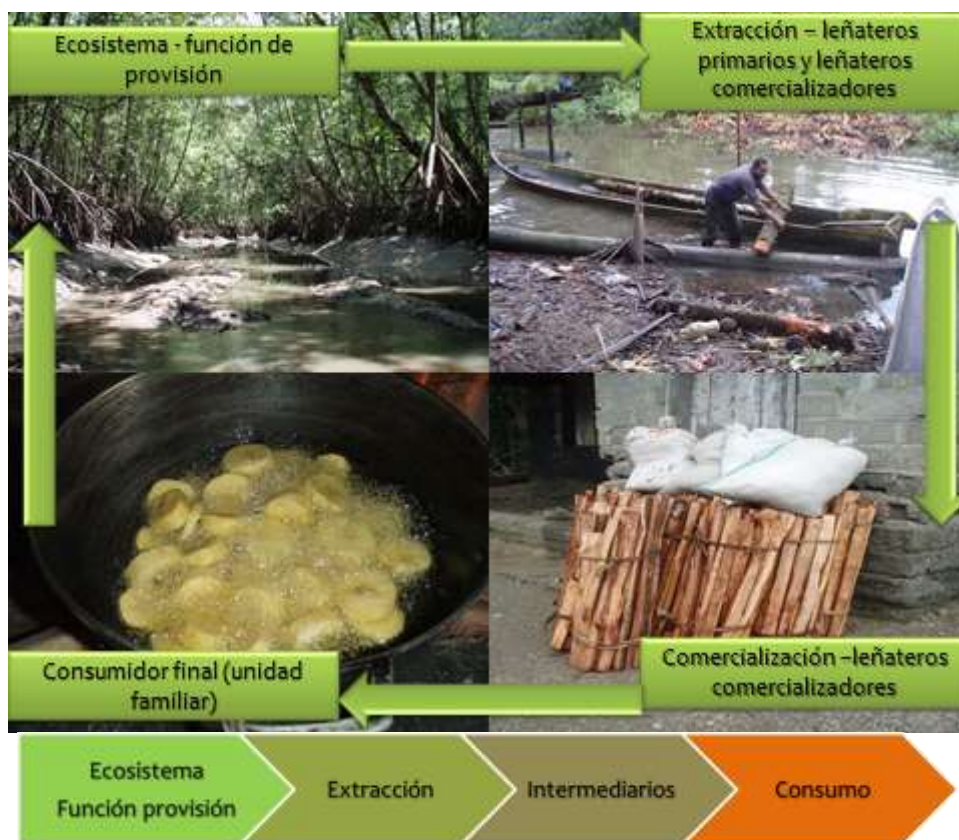 Ecosistema - función de
provisión
Extracción – leñateros
primarios y leñateros
comercializadores
Consumidor final (unidad
familiar)
Comercialización –leñateros
comercializadores
Ecosistema
Función provisión
Extracción
Intermediarios
Consumo